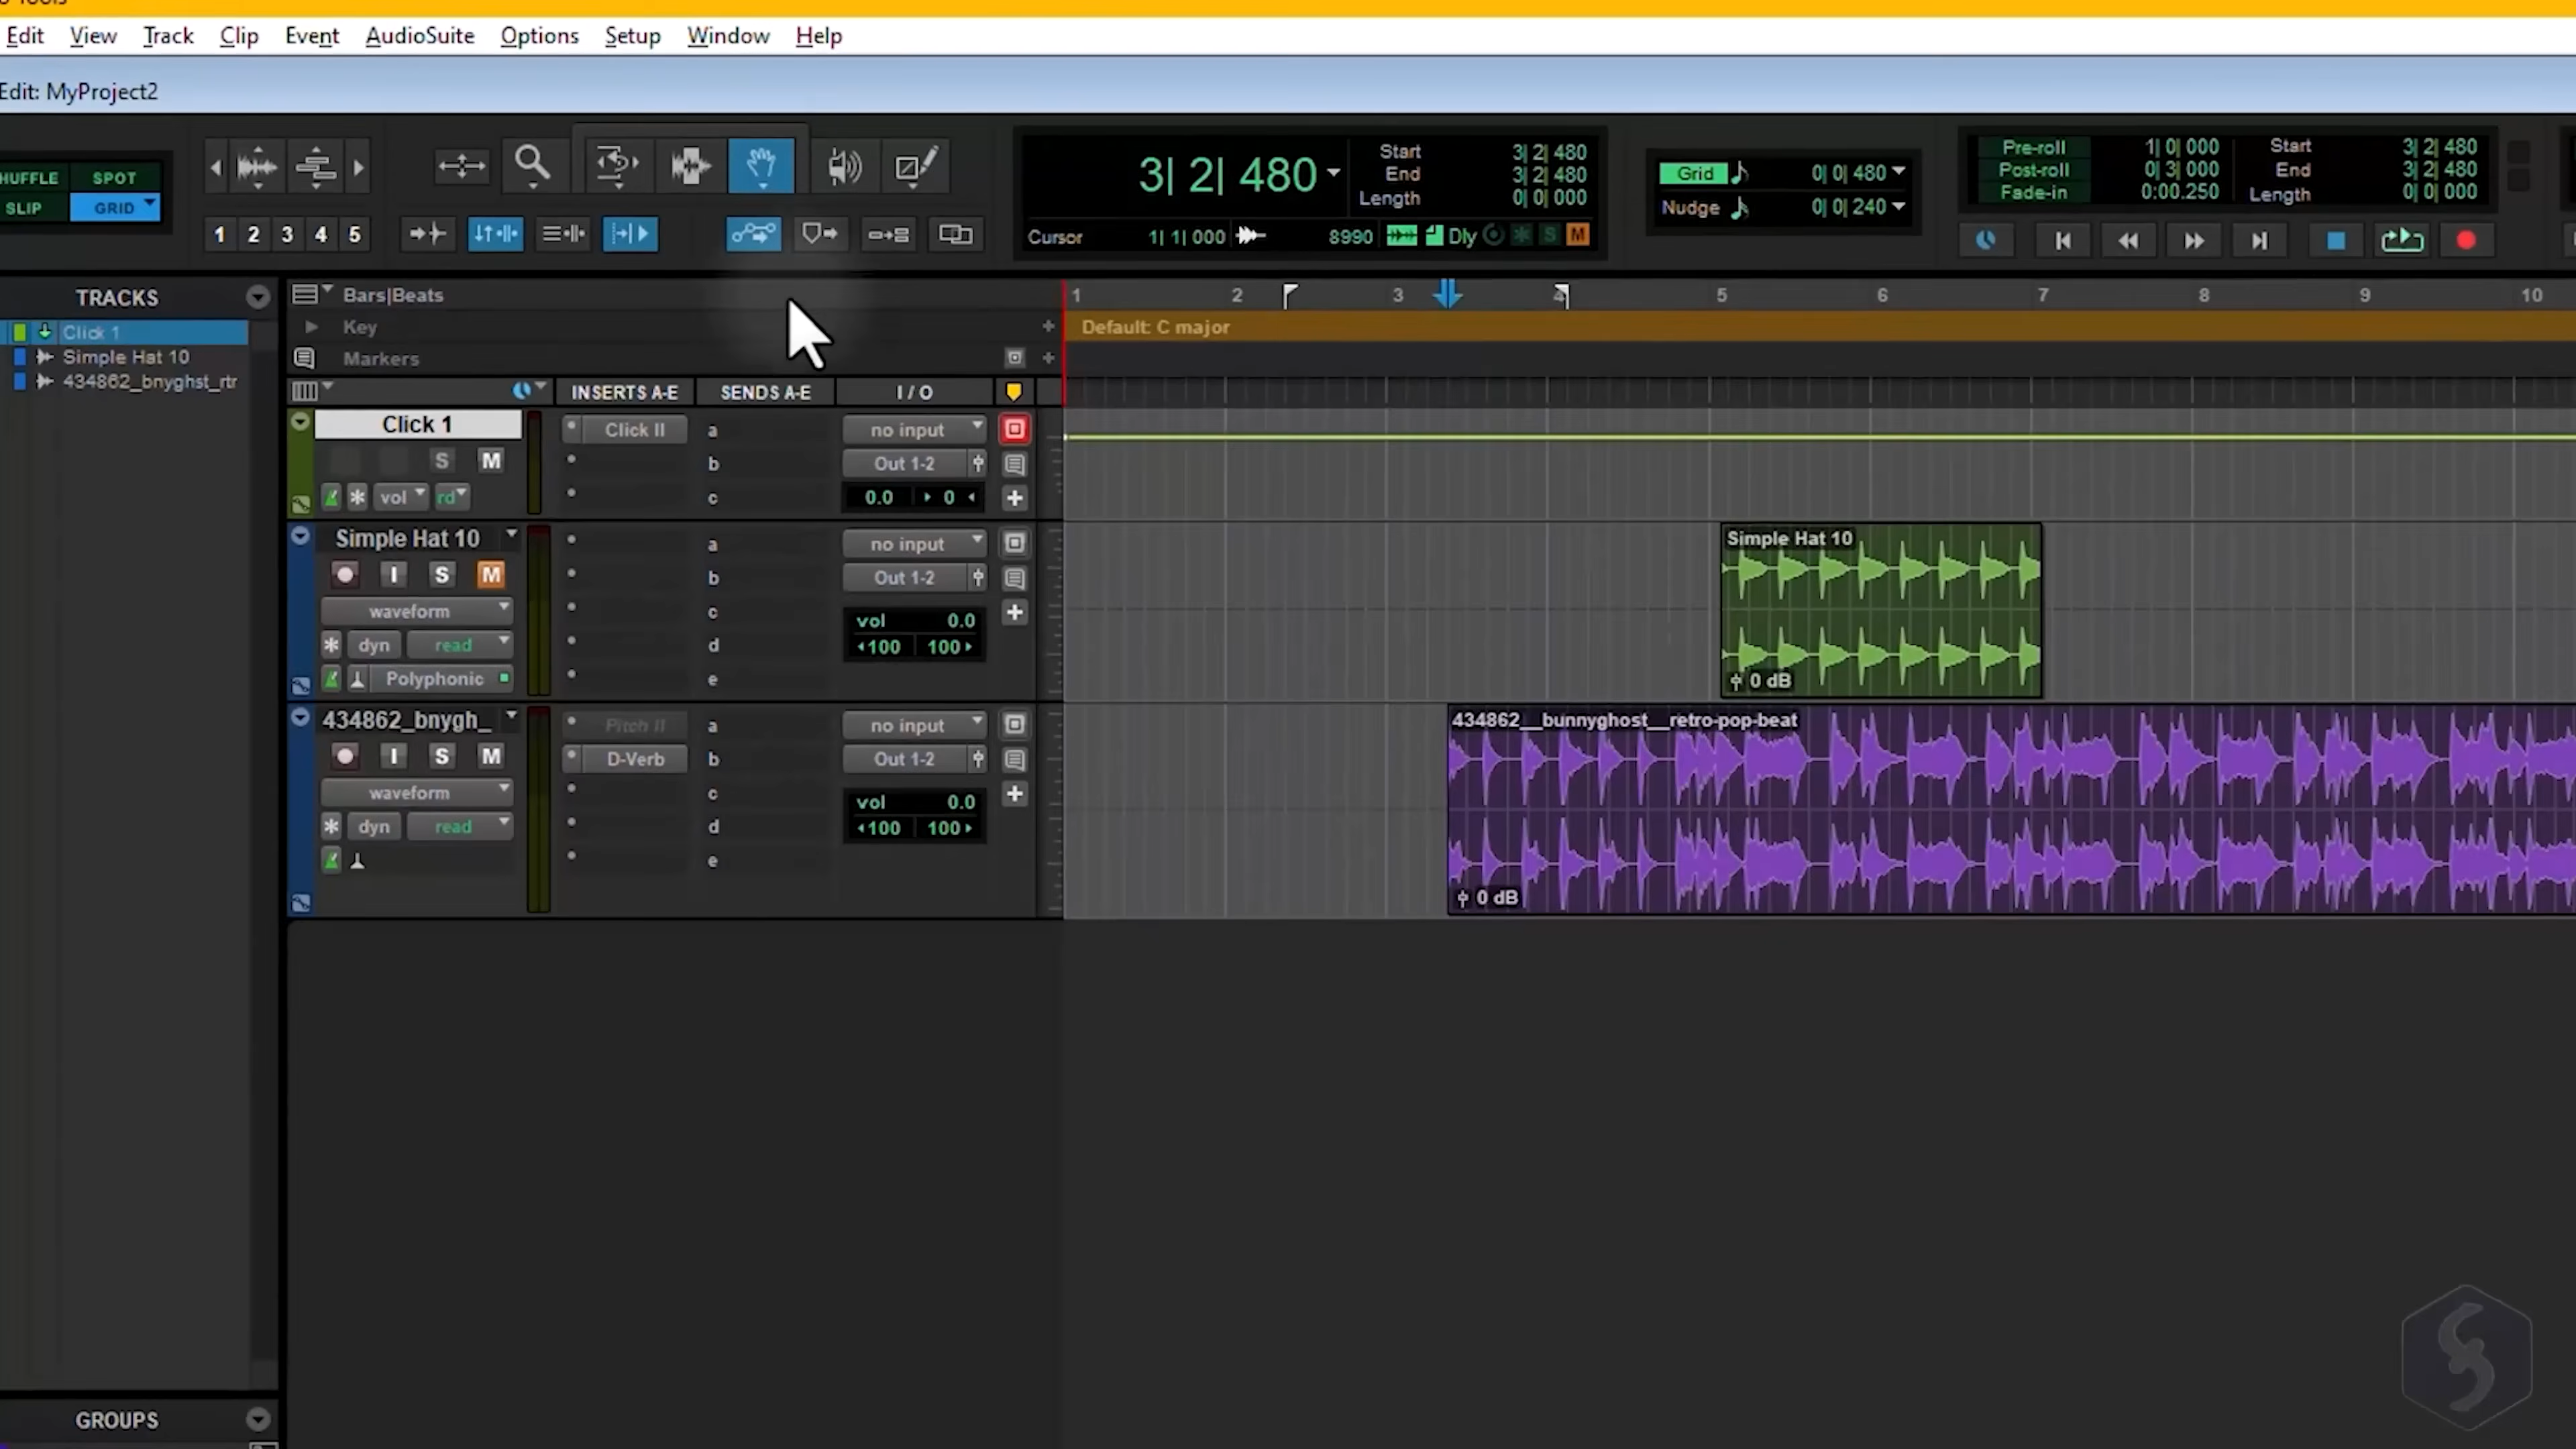 Edit View Track Clip Event AudioSuite Options Setup Window Help
Edit: MyProject2
HUFFLE SPOT
SLIP GRID
1 2 3 4 5
3| 2| 480
Start 3| 2| 480
End 3| 2| 480
Length 0| 0| 000
Cursor 1| 1| 000 8990 Dly S M
Grid 0| 0| 480
Nudge 0| 0| 240
Pre-roll 1| 0| 000 Start 3| 2| 480
Post-roll 0| 3| 000 End 3| 2| 480
Fade-in 0:00.250 Length 0| 0| 000
TRACKS
Click 1
Simple Hat 10
434862_bnyghst_rtr
Bars|Beats 1 2 3 4 5 6 7 8 9 10
Key Default: C major
Markers
INSERTS A-E SENDS A-E I / O
Click 1 Click II a no input
S M b Out 1-2
vol rd c 0.0 0
Simple Hat 10 a no input
I S M b Out 1-2
waveform c vol 0.0
dyn read d 100 100
Polyphonic e
Simple Hat 10
0 dB
434862_bnygh_ Pitch II a no input
I S M D-Verb b Out 1-2
waveform c vol 0.0
dyn read d 100 100
e
434862__bunnyghost__retro-pop-beat
0 dB
GROUPS